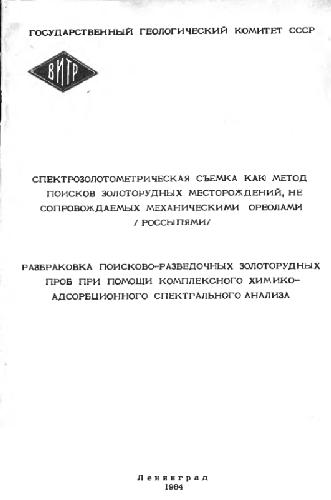 ГОСУДАРСТВЕННЫЙ ГЕОЛОГИЧЕСКИЙ КОМИТЕТ СССР
ВИТР
СПЕКТРОЗОЛОТОМЕТРИЧЕСКАЯ СЪЕМКА КАК МЕТОД
ПОИСКОВ ЗОЛОТОРУДНЫХ МЕСТОРОЖДЕНИЙ, НЕ
СОПРОВОЖДАЕМЫХ МЕХАНИЧЕСКИМИ ОРЕОЛАМИ
/РОССЫПЯМИ/
РАЗБРАКОВКА ПОИСКОВО-РАЗВЕДОЧНЫХ ЗОЛОТОРУДНЫХ
ПРОБ ПРИ ПОМОЩИ КОМПЛЕКСНОГО ХИМИКО-
АДСОРБЦИОННОГО СПЕКТРАЛЬНОГО АНАЛИЗА
Ленинград
1964